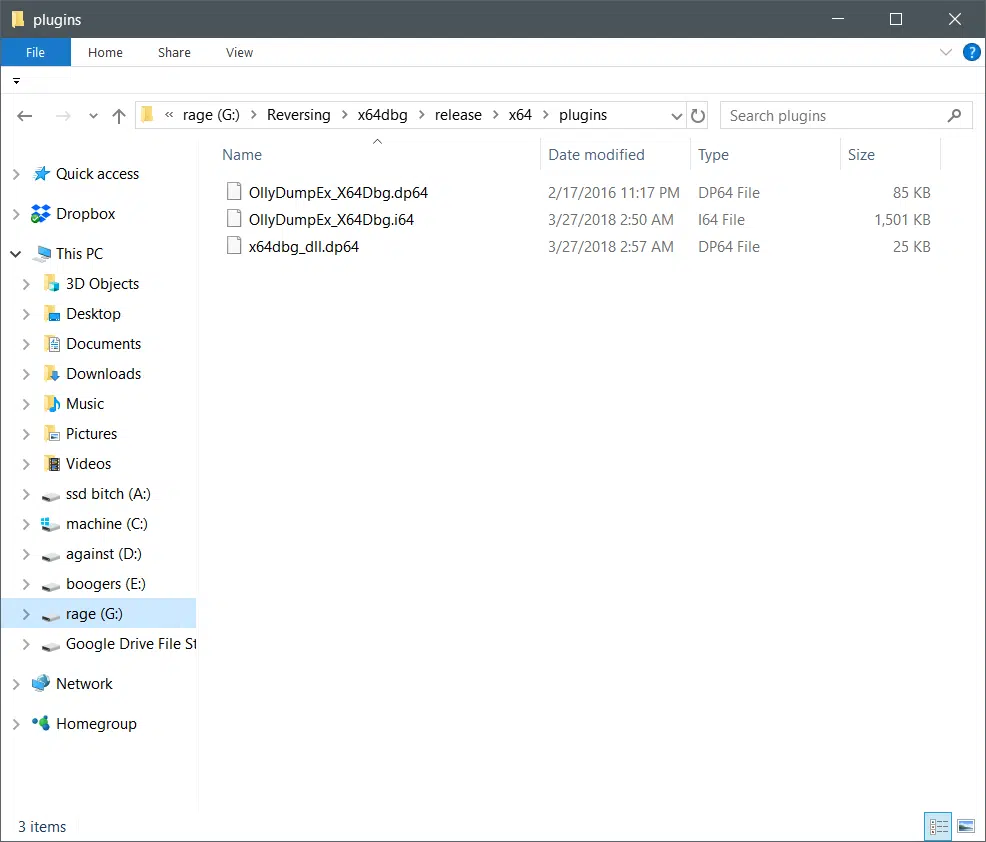 plugins
File Home Share View
« rage (G:) > Reversing > x64dbg > release > x64 > plugins Search plugins
Name Date modified Type Size
OllyDumpEx_X64Dbg.dp64 2/17/2016 11:17 PM DP64 File 85 KB
OllyDumpEx_X64Dbg.i64 3/27/2018 2:50 AM I64 File 1,501 KB
x64dbg_dll.dp64 3/27/2018 2:57 AM DP64 File 25 KB
Quick access
Dropbox
This PC
3D Objects
Desktop
Documents
Downloads
Music
Pictures
Videos
ssd bitch (A:)
machine (C:)
against (D:)
boogers (E:)
rage (G:)
Google Drive File St
Network
Homegroup
3 items